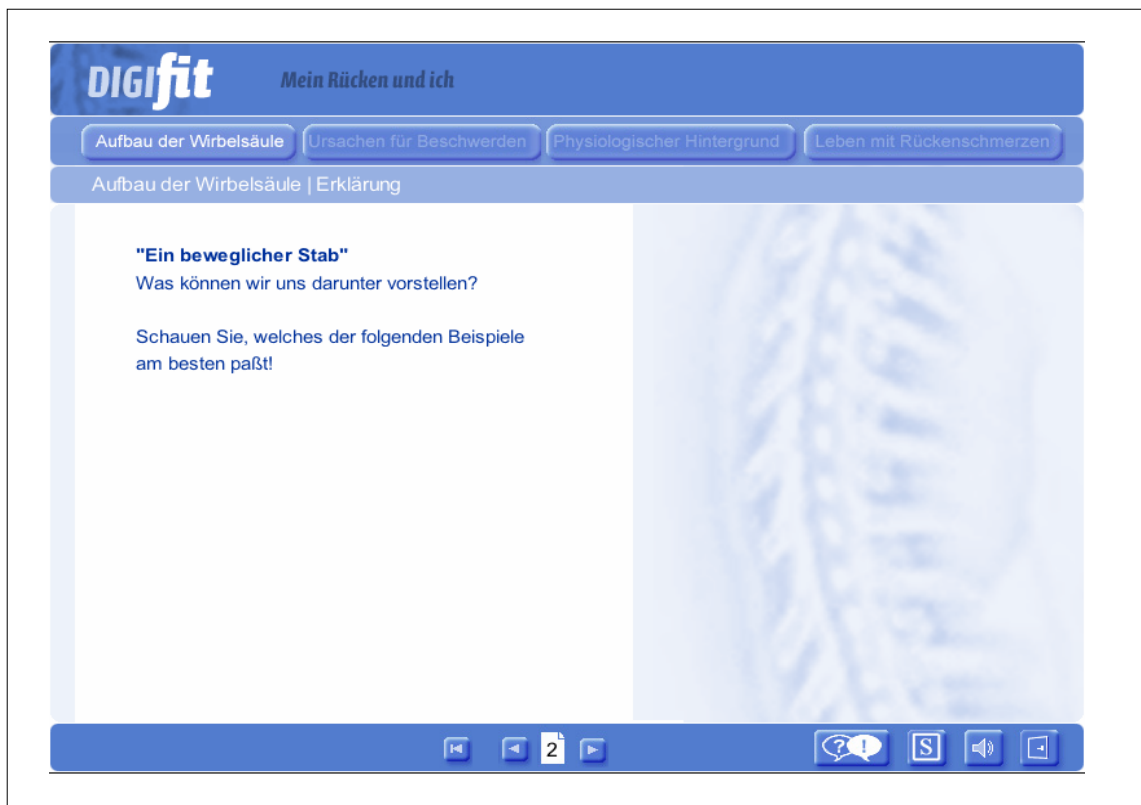 DIGIfit
Mein Rücken und ich
Aufbau der Wirbelsäule
Ursachen für Beschwerden
Physiologischer Hintergrund
Leben mit Rückenschmerzen
Aufbau der Wirbelsäule | Erklärung
"Ein beweglicher Stab"
Was können wir uns darunter vorstellen?
Schauen Sie, welches der folgenden Beispiele
am besten paßt!
2
?!
S